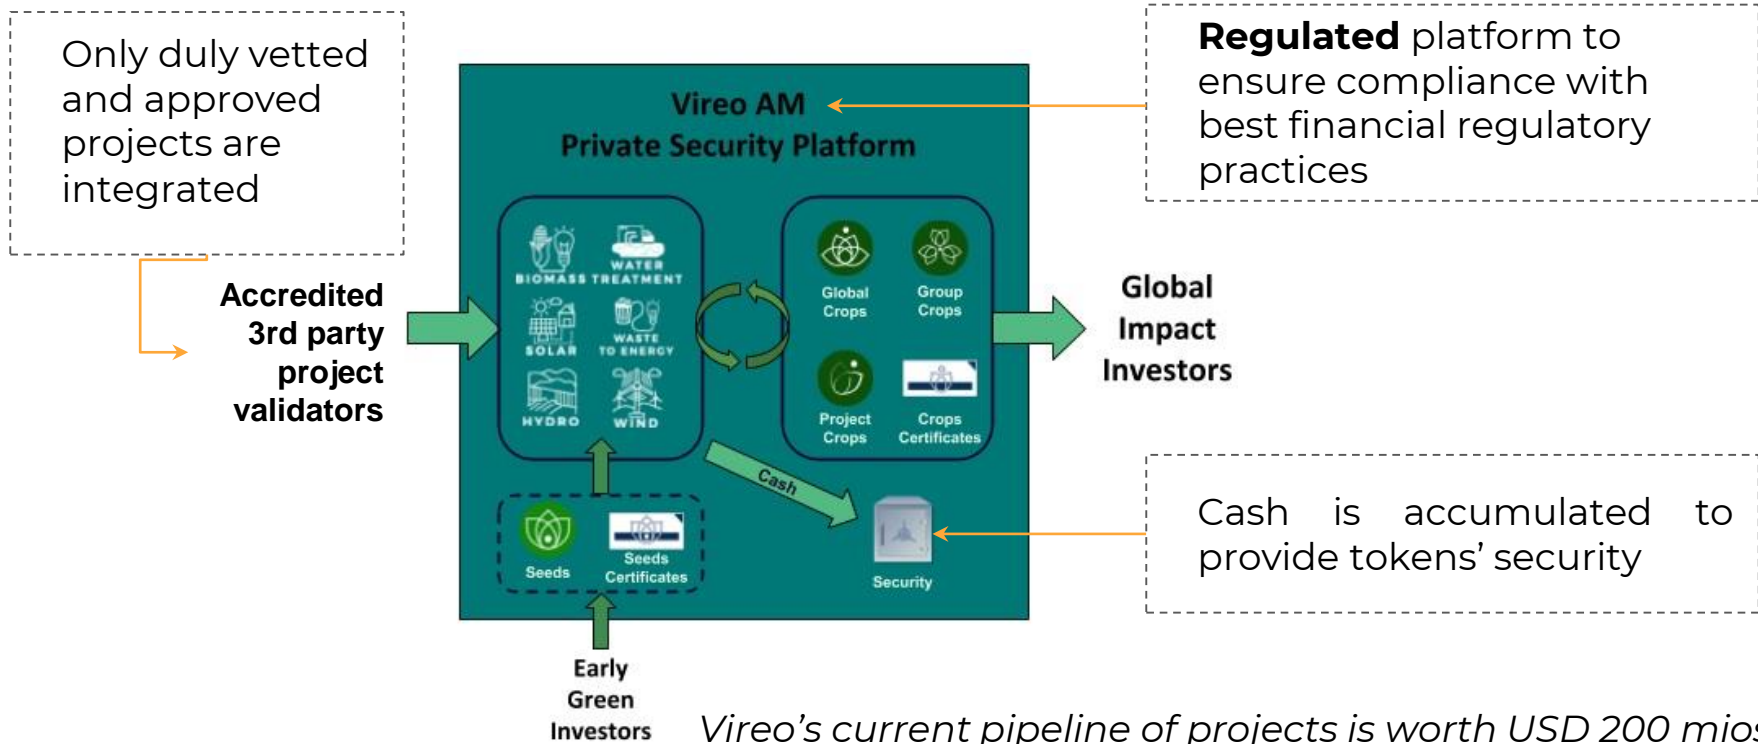 Only duly vetted
and approved
projects are
integrated
Regulated platform to
ensure compliance with
best financial regulatory
practices
Vireo AM
Private Security Platform
Accredited
3rd party
project
validators
BIOMASS
WATER
TREATMENT
SOLAR
WASTE
TO ENERGY
HYDRO
WIND
Global
Crops
Group
Crops
Project
Crops
Crops
Certificates
Global
Impact
Investors
Cash
Seeds
Seeds
Certificates
Security
Cash is accumulated to
provide tokens’ security
Early
Green
Investors
Vireo’s current pipeline of projects is worth USD 200 mios